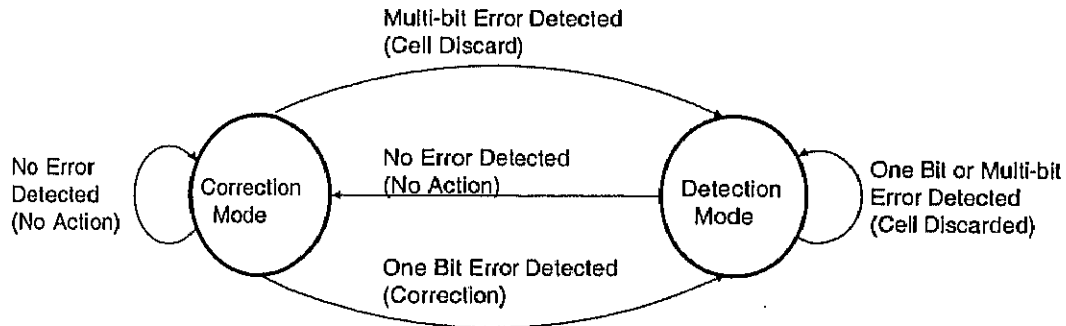 Multi-bit Error Detected
(Cell Discard)
No Error
Detected
(No Action)
Correction
Mode
No Error Detected
(No Action)
Detection
Mode
One Bit or Multi-bit
Error Detected
(Cell Discarded)
One Bit Error Detected
(Correction)